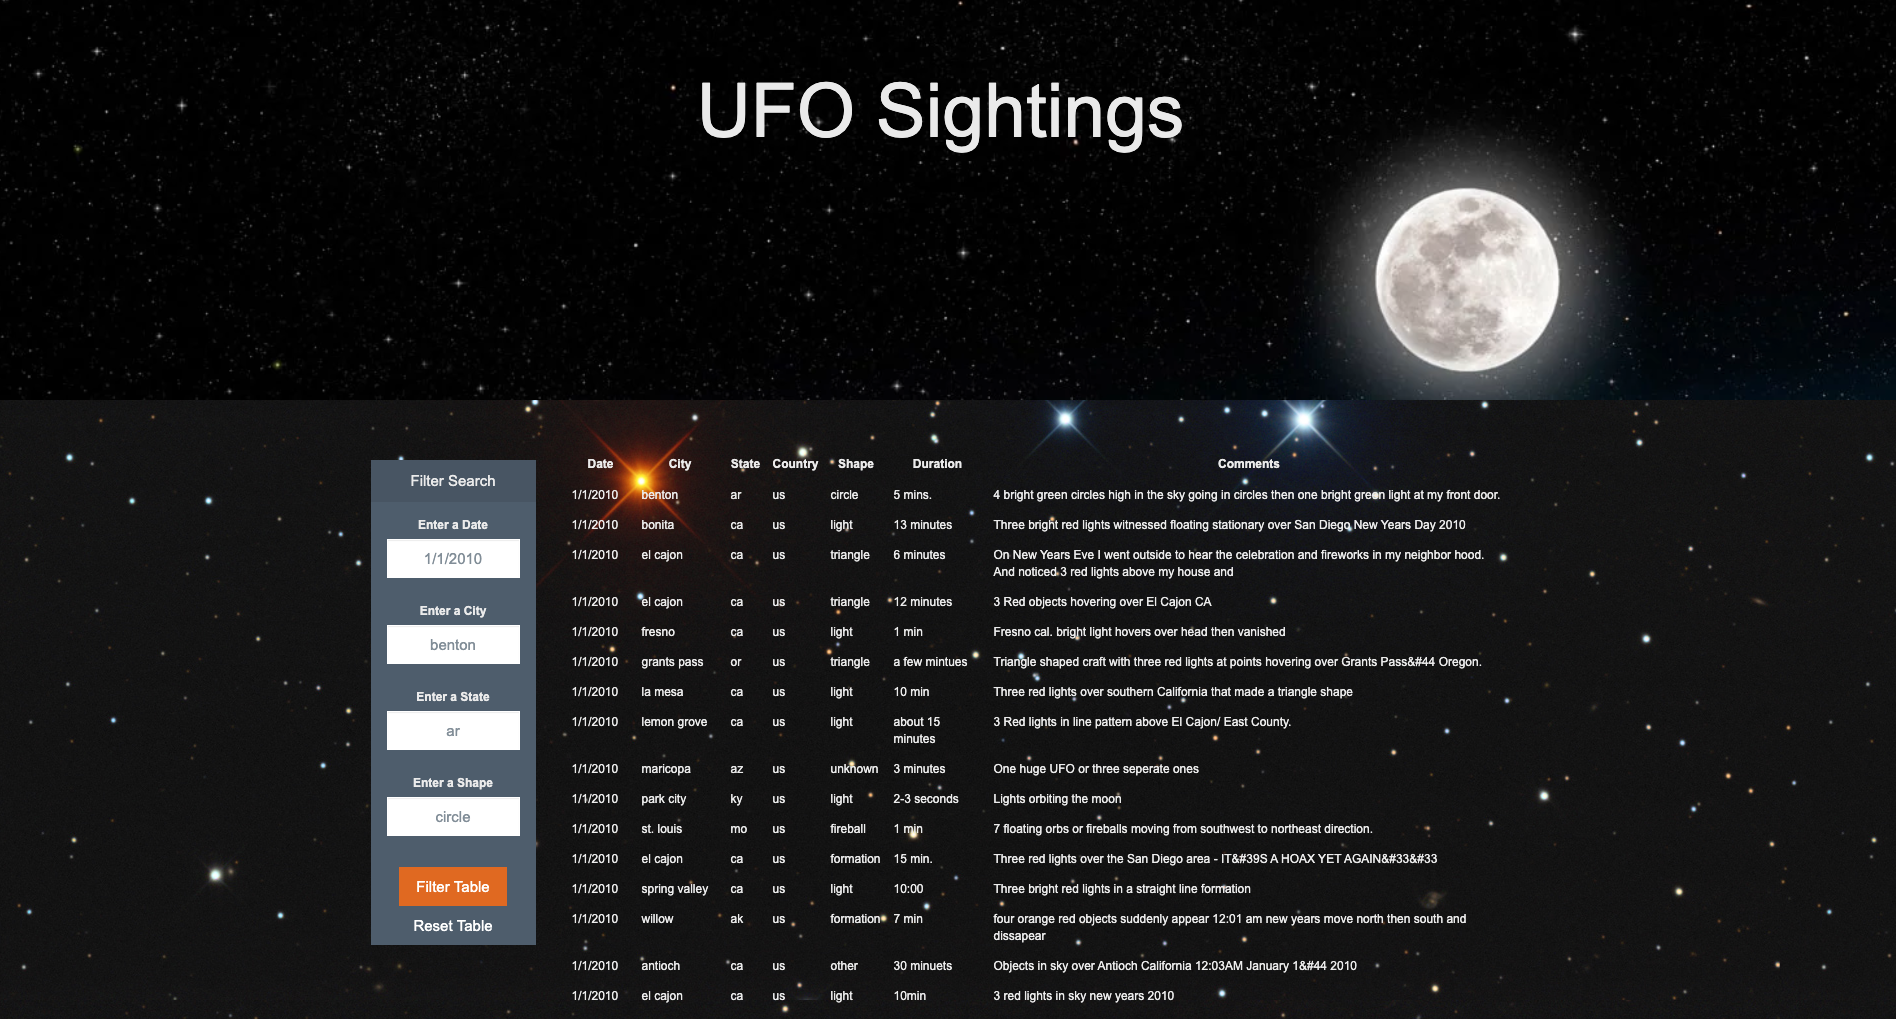 UFO Sightings
Filter Search
Enter a Date
1/1/2010
Enter a City
benton
Enter a State
ar
Enter a Shape
circle
Filter Table
Reset Table
Date City State Country Shape Duration Comments
1/1/2010 benton ar us circle 5 mins. 4 bright green circles high in the sky going in circles then one bright green light at my front door.
1/1/2010 bonita ca us light 13 minutes Three bright red lights witnessed floating stationary over San Diego New Years Day 2010
1/1/2010 el cajon ca us triangle 6 minutes On New Years Eve I went outside to hear the celebration and fireworks in my neighbor hood.
And noticed 3 red lights above my house and
1/1/2010 el cajon ca us triangle 12 minutes 3 Red objects hovering over El Cajon CA
1/1/2010 fresno ca us light 1 min Fresno cal. bright light hovers over head then vanished
1/1/2010 grants pass or us triangle a few mintues Triangle shaped craft with three red lights at points hovering over Grants Pass&#44 Oregon.
1/1/2010 la mesa ca us light 10 min Three red lights over southern California that made a triangle shape
1/1/2010 lemon grove ca us light about 15 3 Red lights in line pattern above El Cajon/ East County.
minutes
1/1/2010 maricopa az us unknown 3 minutes One huge UFO or three seperate ones
1/1/2010 park city ky us light 2-3 seconds Lights orbiting the moon
1/1/2010 st. louis mo us fireball 1 min 7 floating orbs or fireballs moving from southwest to northeast direction.
1/1/2010 el cajon ca us formation 15 min. Three red lights over the San Diego area - IT&#39S A HOAX YET AGAIN&#33&#33
1/1/2010 spring valley ca us light 10:00 Three bright red lights in a straight line formation
1/1/2010 willow ak us formation 7 min four orange red objects suddenly appear 12:01 am new years move north then south and
dissapear
1/1/2010 antioch ca us other 30 minuets Objects in sky over Antioch California 12:03AM January 1&#44 2010
1/1/2010 el cajon ca us light 10min 3 red lights in sky new years 2010